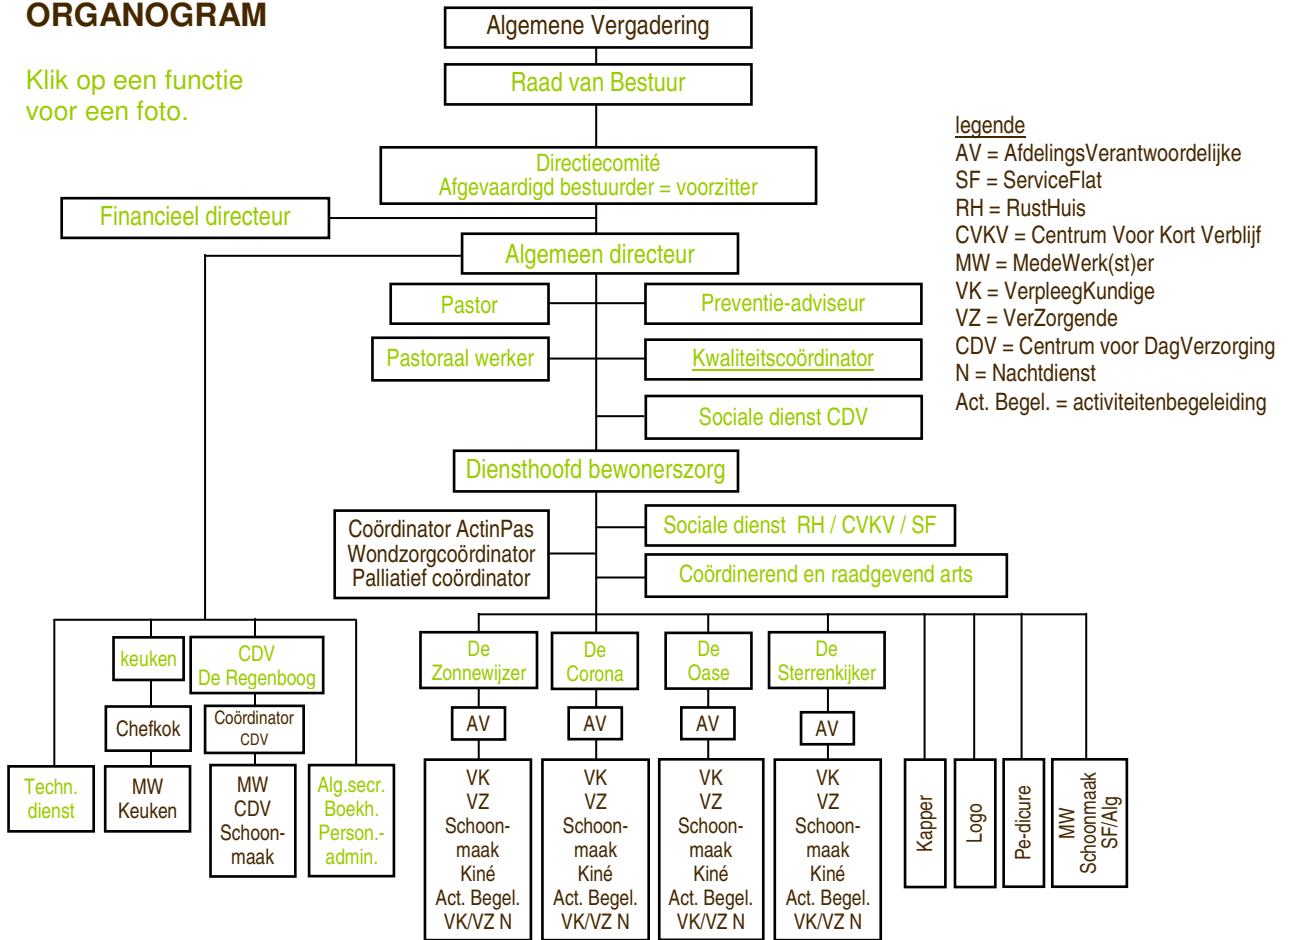 ORGANOGRAM
Klik op een functie
voor een foto.
Algemene Vergadering
Raad van Bestuur
Directiecomité
Afgevaardigd bestuurder = voorzitter
Financieel directeur
Algemeen directeur
Pastor
Preventie-adviseur
Pastoraal werker
Kwaliteitscoördinator
Sociale dienst CDV
Diensthoofd bewonerszorg
Coördinator ActinPas
Wondzorgcoördinator
Palliatief coördinator
Sociale dienst RH / CVKV / SF
Coördinerend en raadgevend arts
legende
AV = AfdelingsVerantwoordelijke
SF = ServiceFlat
RH = RustHuis
CVKV = Centrum Voor Kort Verblijf
MW = MedeWerk(st)er
VK = VerpleegKundige
VZ = VerZorgende
CDV = Centrum voor DagVerzorging
N = Nachtdienst
Act. Begel. = activiteitenbegeleiding
Techn.
dienst
keuken
Chefkok
MW
Keuken
CDV
De Regenboog
Coördinator
CDV
MW
CDV
Schoon-
maak
Alg.secr.
Boekh.
Person.-
admin.
De
Zonnewijzer
AV
VK
VZ
Schoon-
maak
Kiné
Act. Begel.
VK/VZ N
De
Corona
AV
VK
VZ
Schoon-
maak
Kiné
Act. Begel.
VK/VZ N
De
Oase
AV
VK
VZ
Schoon-
maak
Kiné
Act. Begel.
VK/VZ N
De
Sterrenkijker
AV
VK
VZ
Schoon-
maak
Kiné
Act. Begel.
VK/VZ N
Kapper
Logo
Pe-dicure
MW
Schoonmaak
SF/Alg